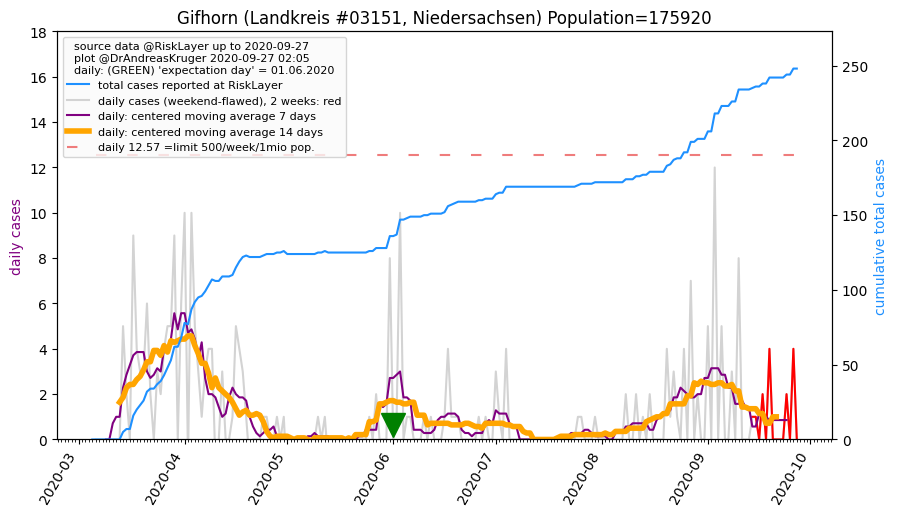 Gifhorn (Landkreis #03151, Niedersachsen) Population=175920
source data @RiskLayer up to 2020-09-27
plot @DrAndreasKruger 2020-09-27 02:05
daily: (GREEN) 'expectation day' = 01.06.2020
total cases reported at RiskLayer
daily cases (weekend-flawed), 2 weeks: red
daily: centered moving average 7 days
daily: centered moving average 14 days
daily 12.57 =limit 500/week/1mio pop.
daily cases
18
16
14
12
10
8
6
4
2
0
cumulative total cases
250
200
150
100
50
0
2020-03
2020-04
2020-05
2020-06
2020-07
2020-08
2020-09
2020-10